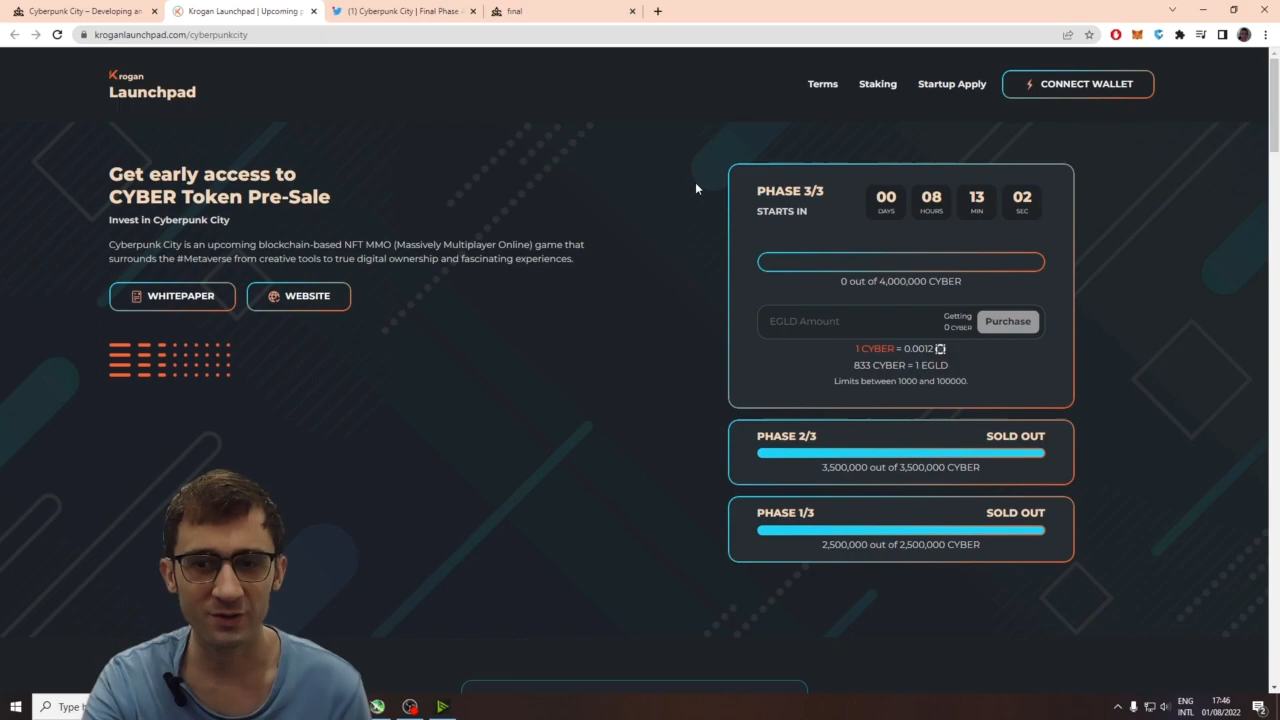 Cyberpunk City – Developing an
Krogan Launchpad | Upcoming p
(1) Cyberpunk City | Final Phase
final
kroganlaunchpad.com/cyberpunkcity
Krogan
Launchpad
Terms
Staking
Startup Apply
CONNECT WALLET
Get early access to
CYBER Token Pre-Sale
Invest in Cyberpunk City
Cyberpunk City is an upcoming blockchain-based NFT MMO (Massively Multiplayer Online) game that
surrounds the #Metaverse from creative tools to true digital ownership and fascinating experiences.
WHITEPAPER
WEBSITE
PHASE 3/3
STARTS IN
00 08 13 02
DAYS HOURS MIN SEC
0 out of 4,000,000 CYBER
EGLD Amount
Getting
0 CYBER
Purchase
1 CYBER = 0.0012
833 CYBER = 1 EGLD
Limits between 1000 and 100000.
PHASE 2/3 SOLD OUT
3,500,000 out of 3,500,000 CYBER
PHASE 1/3 SOLD OUT
2,500,000 out of 2,500,000 CYBER
Type
ENG
INTL
17:46
01/08/2022
2